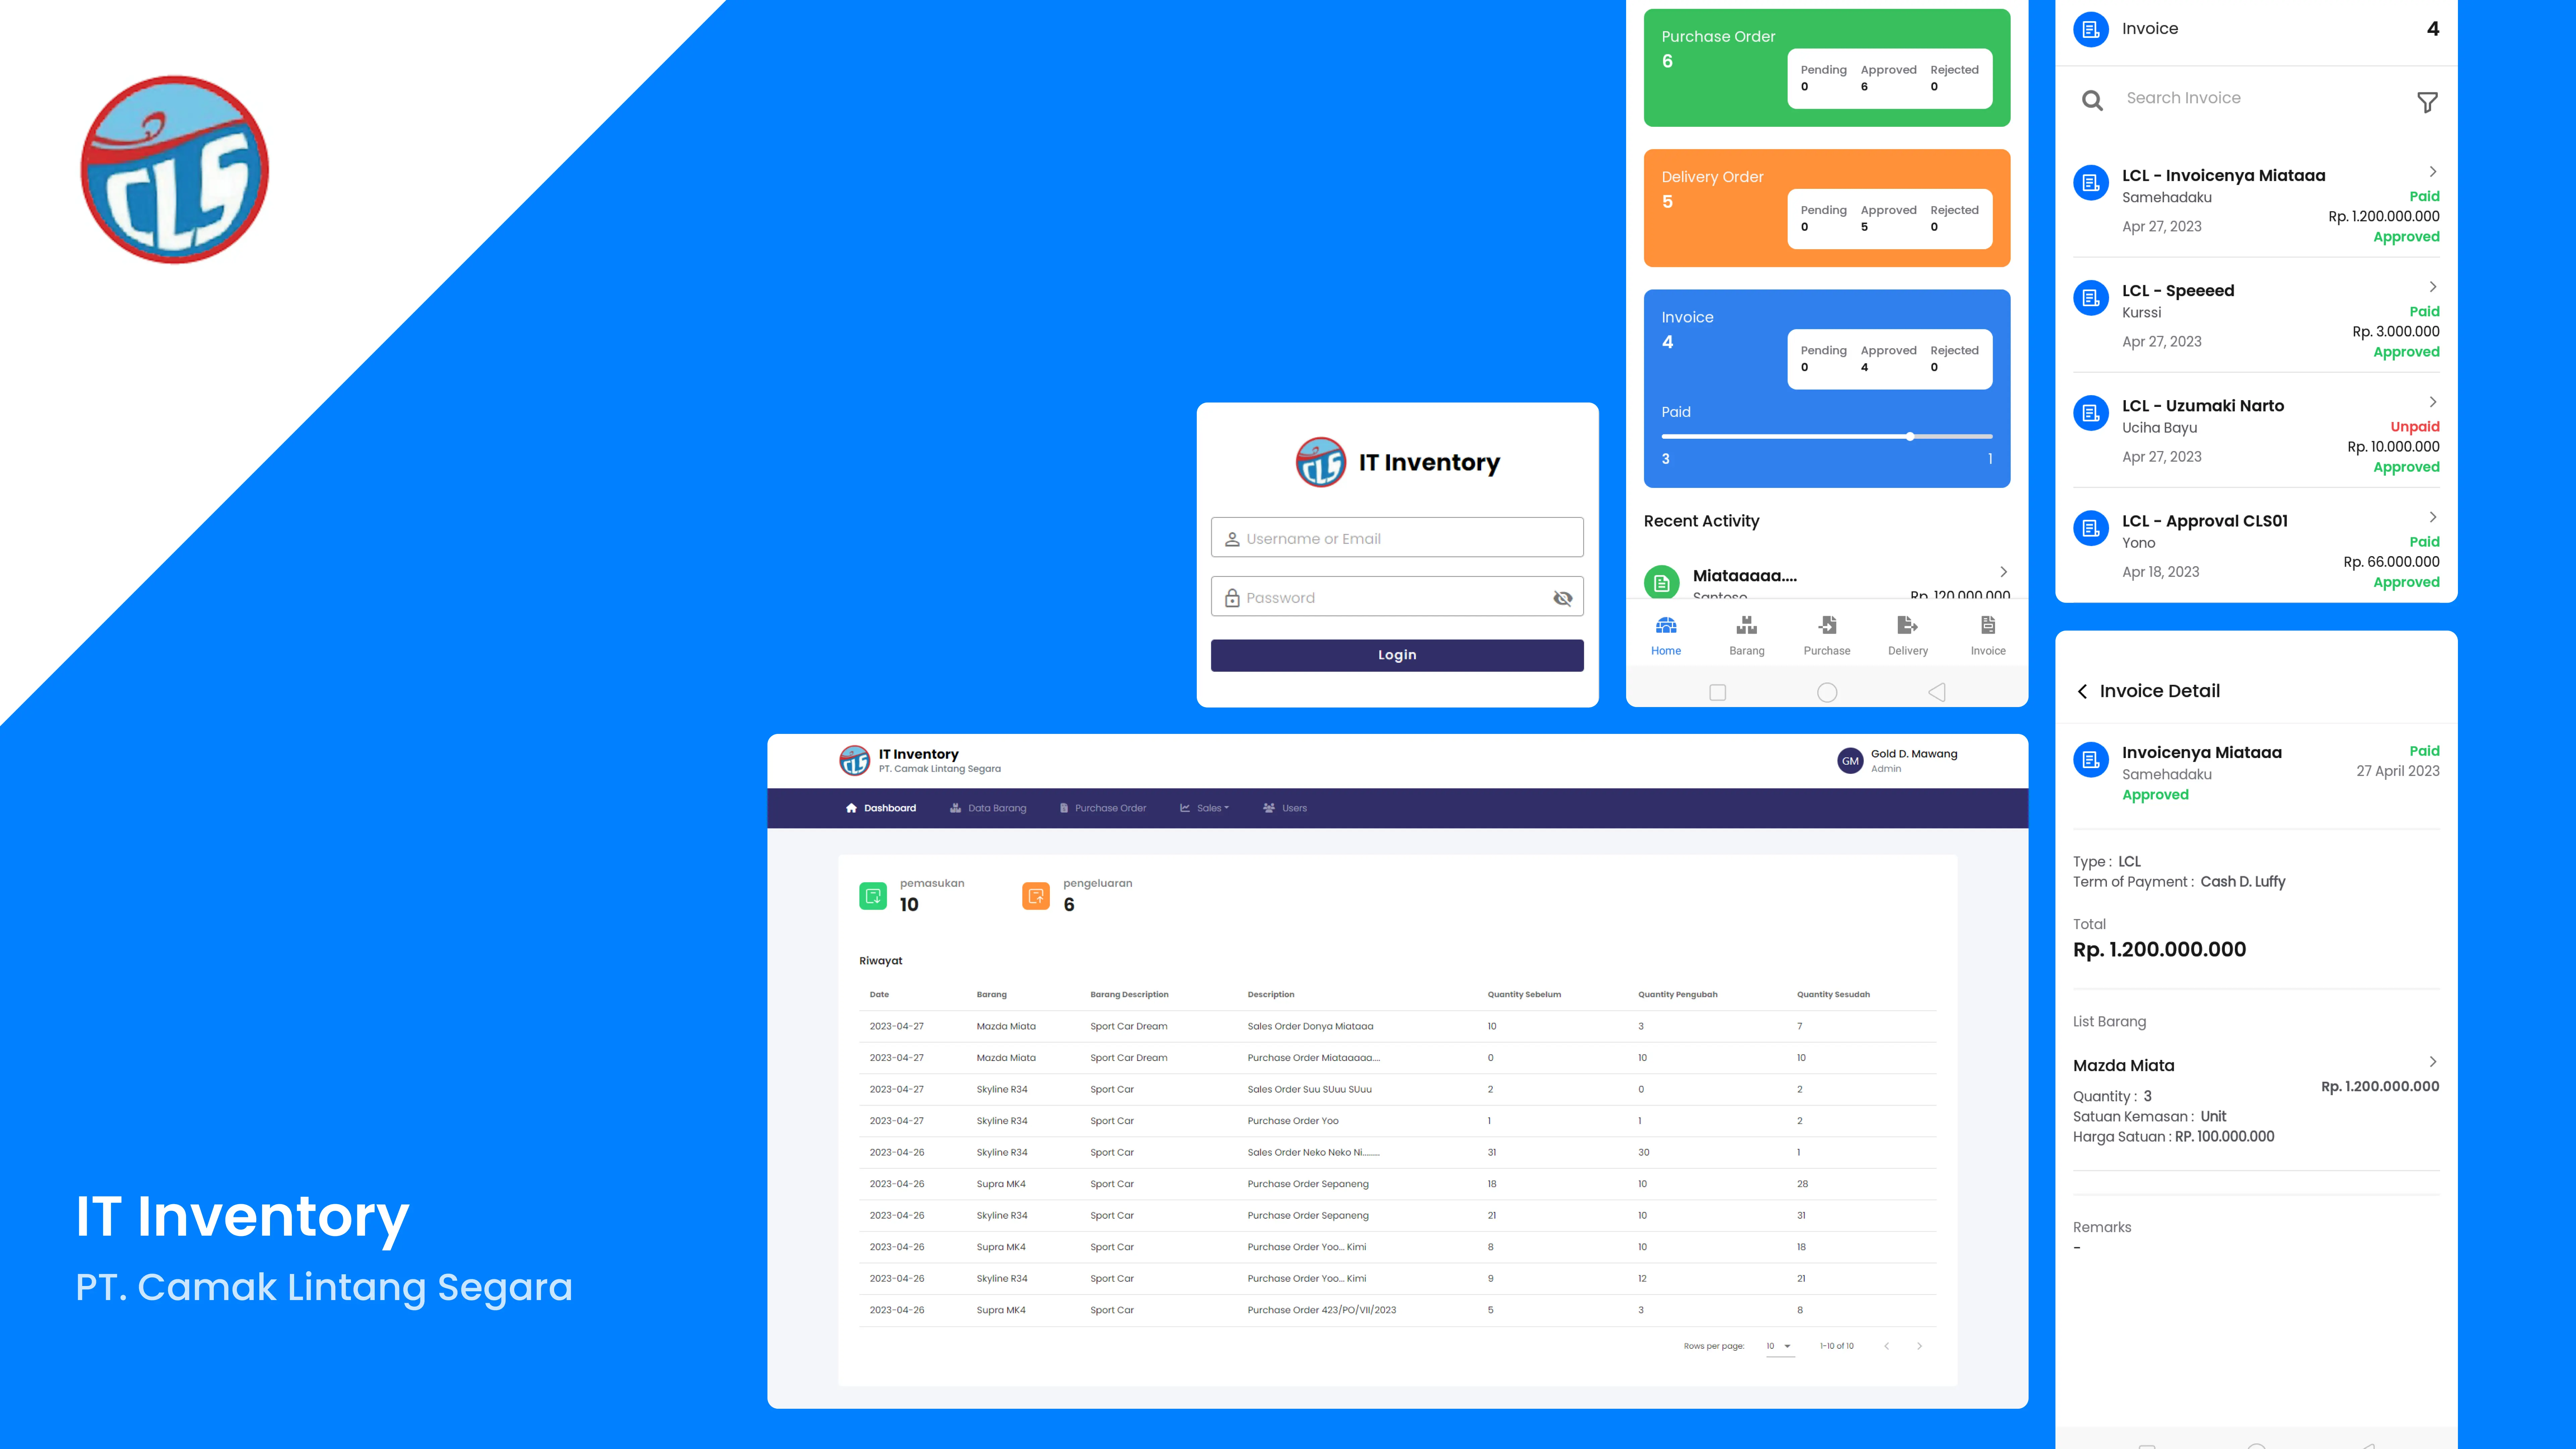 CLS
IT Inventory
PT. Camak Lintang Segara
CLS IT Inventory
Username or Email
Password
Login
Purchase Order
6
Pending Approved Rejected
0 6 0
Delivery Order
5
Pending Approved Rejected
0 5 0
Invoice
4
Pending Approved Rejected
0 4 0
Paid
3 1
Recent Activity
Miataaaaa....
Santoso Rp. 120.000.000
Home Barang Purchase Delivery Invoice
Invoice 4
Search Invoice
LCL - Invoicenya Miataaa
Samehadaku Paid
Rp. 1.200.000.000
Apr 27, 2023
Approved
LCL - Speeeed
Kurssi Paid
Rp. 3.000.000
Apr 27, 2023
Approved
LCL - Uzumaki Narto
Uciha Bayu Unpaid
Rp. 10.000.000
Apr 27, 2023
Approved
LCL - Approval CLS01
Yono Paid
Rp. 66.000.000
Apr 18, 2023
Approved
CLS IT Inventory
PT. Camak Lintang Segara
GM Gold D. Mawang
Admin
Dashboard Data Barang Purchase Order Sales Users
pemasukan
10
pengeluaran
6
Riwayat
Date Barang Barang Description Description Quantity Sebelum Quantity Pengubah Quantity Sesudah
2023-04-27 Mazda Miata Sport Car Dream Sales Order Donya Miataaa 10 3 7
2023-04-27 Mazda Miata Sport Car Dream Purchase Order Miataaaaa.... 0 10 10
2023-04-27 Skyline R34 Sport Car Sales Order Suu SUuu SUuu 2 0 2
2023-04-27 Skyline R34 Sport Car Purchase Order Yoo 1 1 2
2023-04-26 Skyline R34 Sport Car Sales Order Neko Neko Ni........ 31 30 1
2023-04-26 Supra MK4 Sport Car Purchase Order Sepaneng 18 10 28
2023-04-26 Skyline R34 Sport Car Purchase Order Sepaneng 21 10 31
2023-04-26 Supra MK4 Sport Car Purchase Order Yoo... Kimi 8 10 18
2023-04-26 Skyline R34 Sport Car Purchase Order Yoo... Kimi 9 12 21
2023-04-26 Supra MK4 Sport Car Purchase Order 423/PO/VII/2023 5 3 8
Rows per page: 10 1-10 of 10
Invoice Detail
Invoicenya Miataaa Paid
Samehadaku 27 April 2023
Approved
Type : LCL
Term of Payment : Cash D. Luffy
Total
Rp. 1.200.000.000
List Barang
Mazda Miata
Rp. 1.200.000.000
Quantity : 3
Satuan Kemasan : Unit
Harga Satuan : RP. 100.000.000
Remarks
-